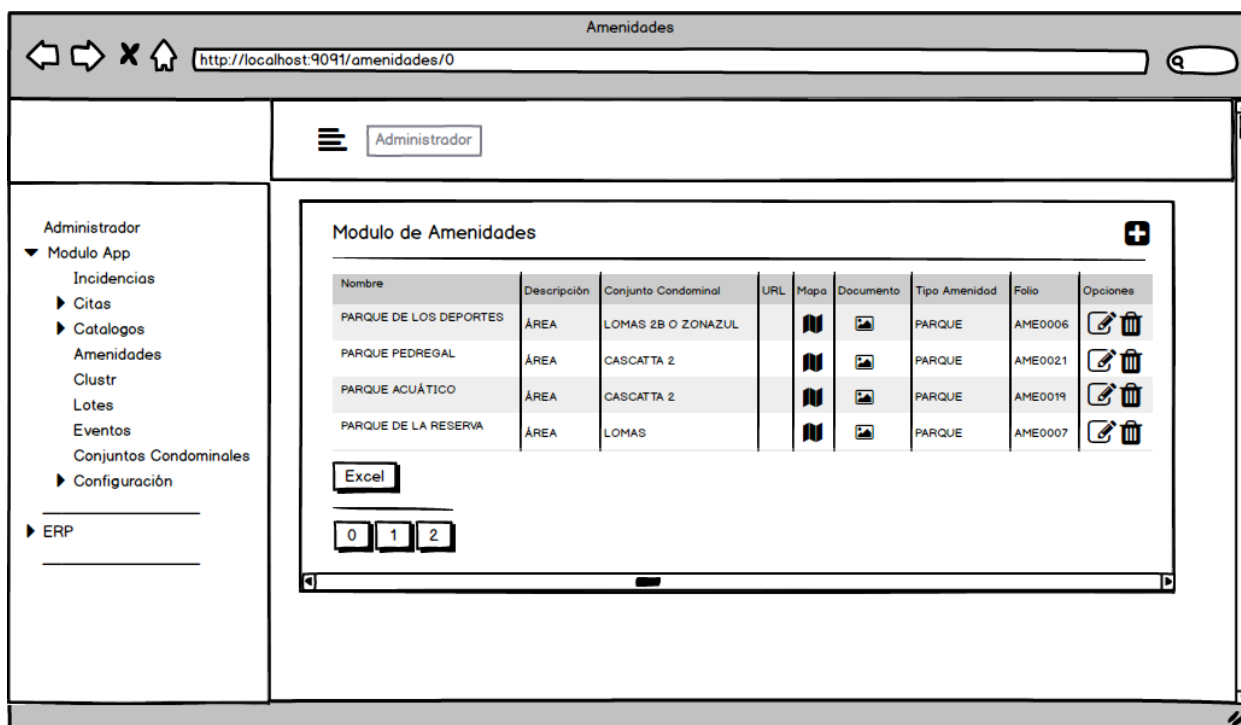 Amenidades
http://localhost:9091/amenidades/0
Administrador
Administrador
Modulo App
Incidencias
Citas
Catalogos
Amenidades
Clustr
Lotes
Eventos
Conjuntos Condominales
Configuración
ERP
Modulo de Amenidades
Nombre Descripción Conjunto Condominal URL Mapa Documento Tipo Amenidad Folio Opciones
PARQUE DE LOS DEPORTES ÁREA LOMAS 2B O ZONAZUL PARQUE AME0006
PARQUE PEDREGAL ÁREA CASCATTA 2 PARQUE AME0021
PARQUE ACUÁTICO ÁREA CASCATTA 2 PARQUE AME0019
PARQUE DE LA RESERVA ÁREA LOMAS PARQUE AME0007
Excel
0 1 2